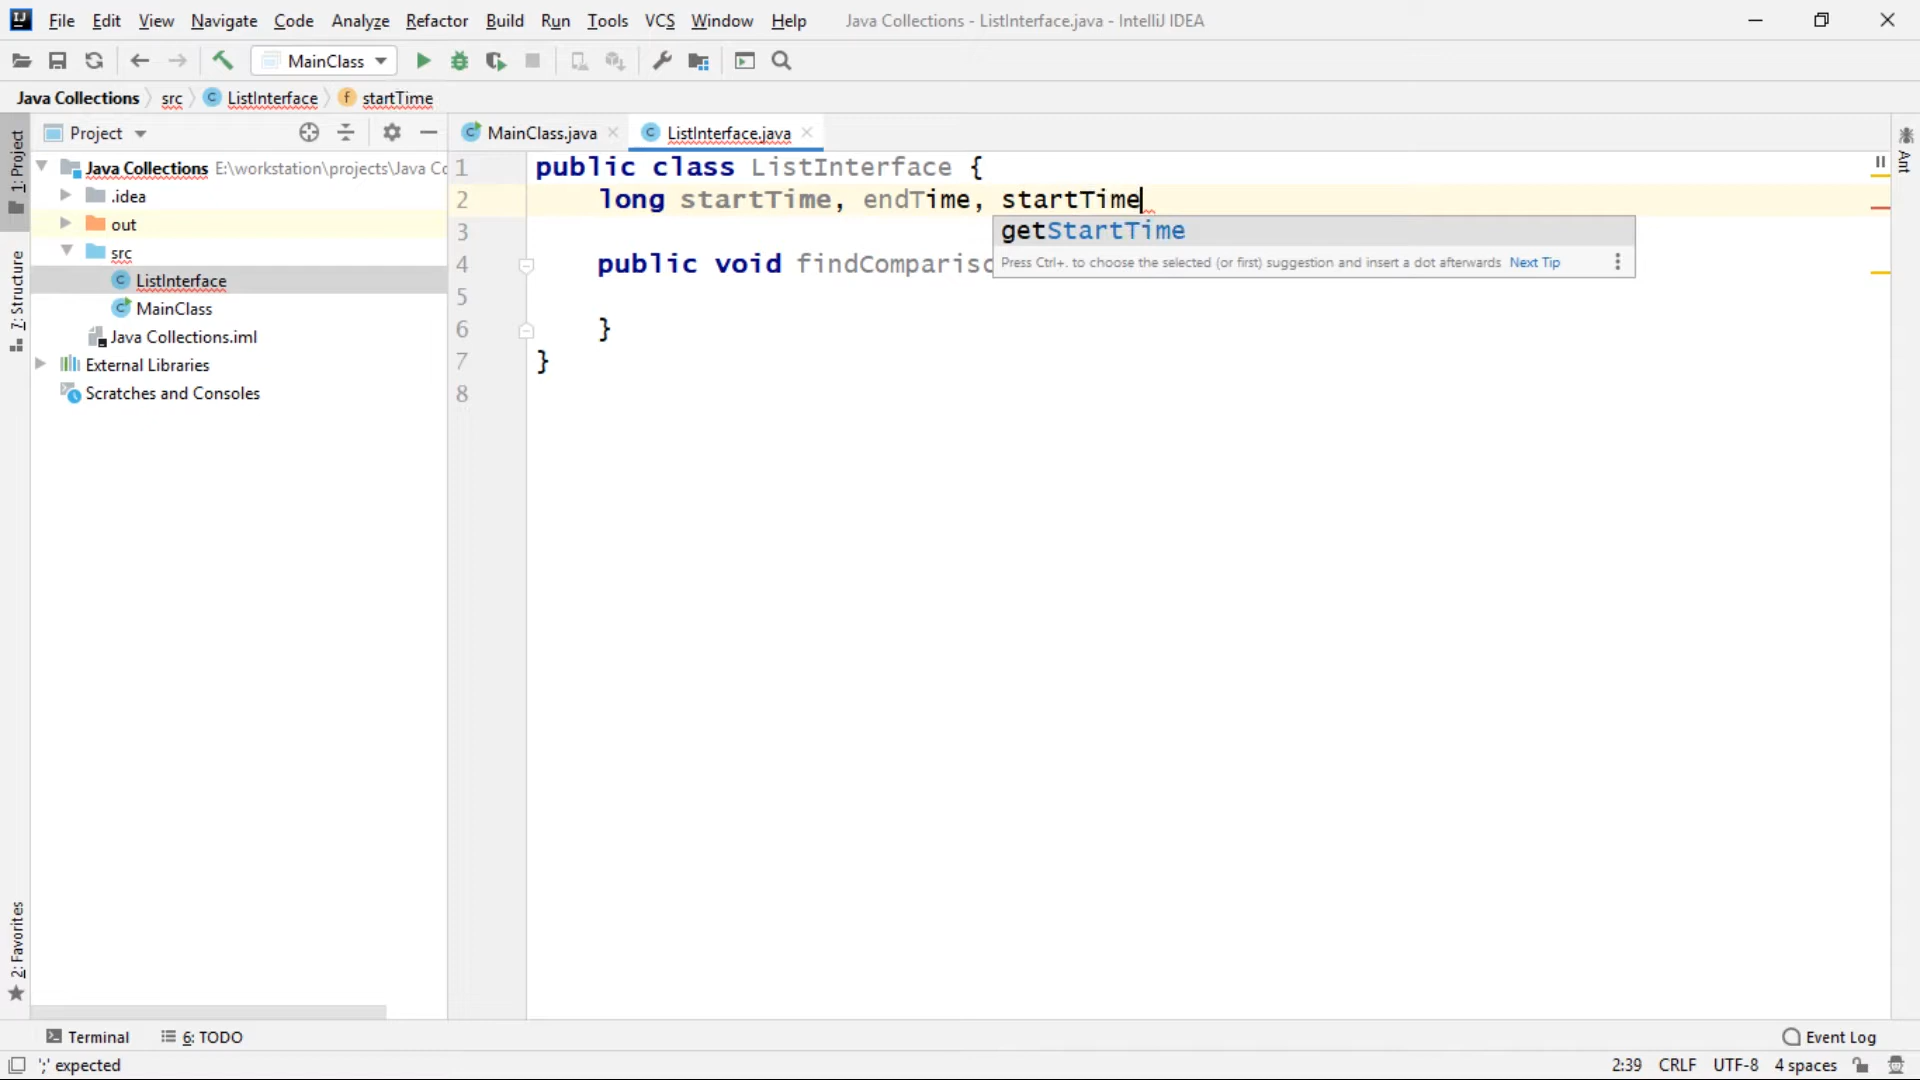 File Edit View Navigate Code Analyze Refactor Build Run Tools VCS Window Help Java Collections - ListInterface.java - IntelliJ IDEA
MainClass
Java Collections src ListInterface startTime
Project
MainClass.java ListInterface.java
1: Project
7: Structure
2: Favorites
Java Collections E:\workstation\projects\Java Co
.idea
out
src
ListInterface
MainClass
Java Collections.iml
External Libraries
Scratches and Consoles
1 public class ListInterface {
2 long startTime, endTime, startTime
3
4 public void findComparisc
5
6 }
7 }
8
getStartTime
Press Ctrl+. to choose the selected (or first) suggestion and insert a dot afterwards Next Tip
Ant
Terminal 6: TODO Event Log
';' expected 2:39 CRLF UTF-8 4 spaces